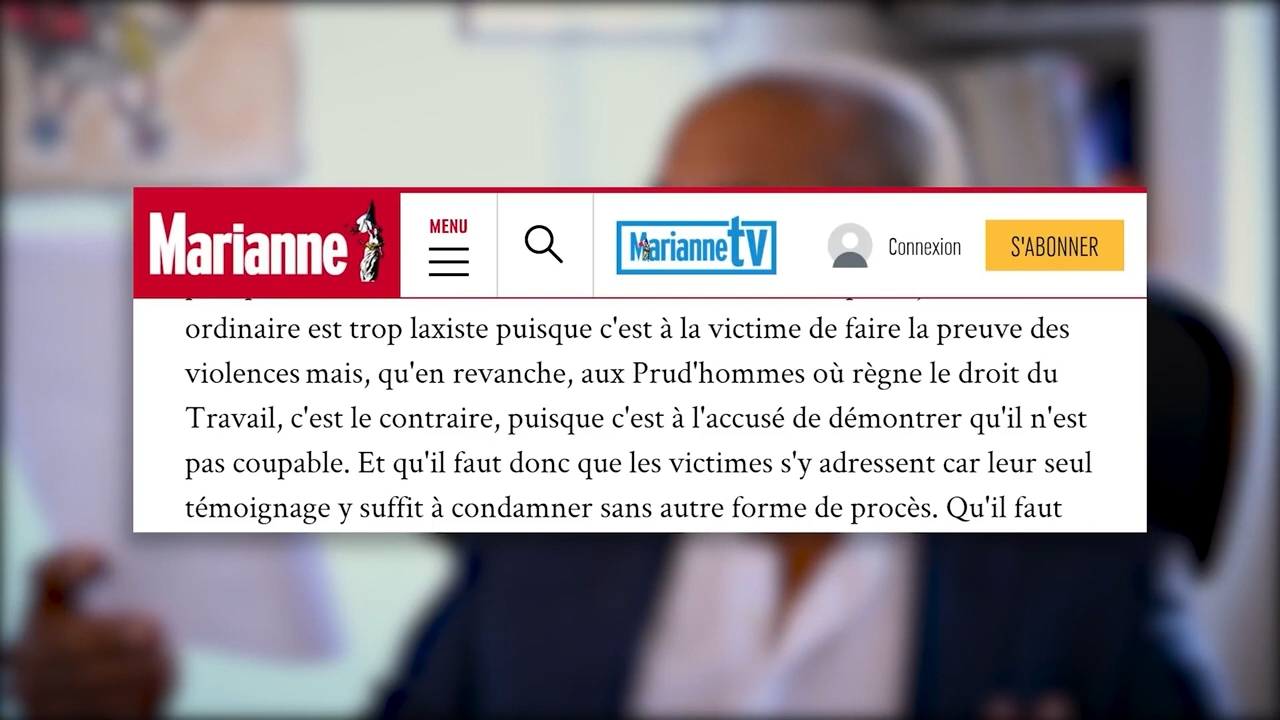 Marianne
MENU
Marianne tv
Connexion
S'ABONNER
ordinaire est trop laxiste puisque c'est à la victime de faire la preuve des
violences mais, qu'en revanche, aux Prud'hommes où règne le droit du
Travail, c'est le contraire, puisque c'est à l'accusé de démontrer qu'il n'est
pas coupable. Et qu'il faut donc que les victimes s'y adressent car leur seul
témoignage y suffit à condamner sans autre forme de procès. Qu'il faut